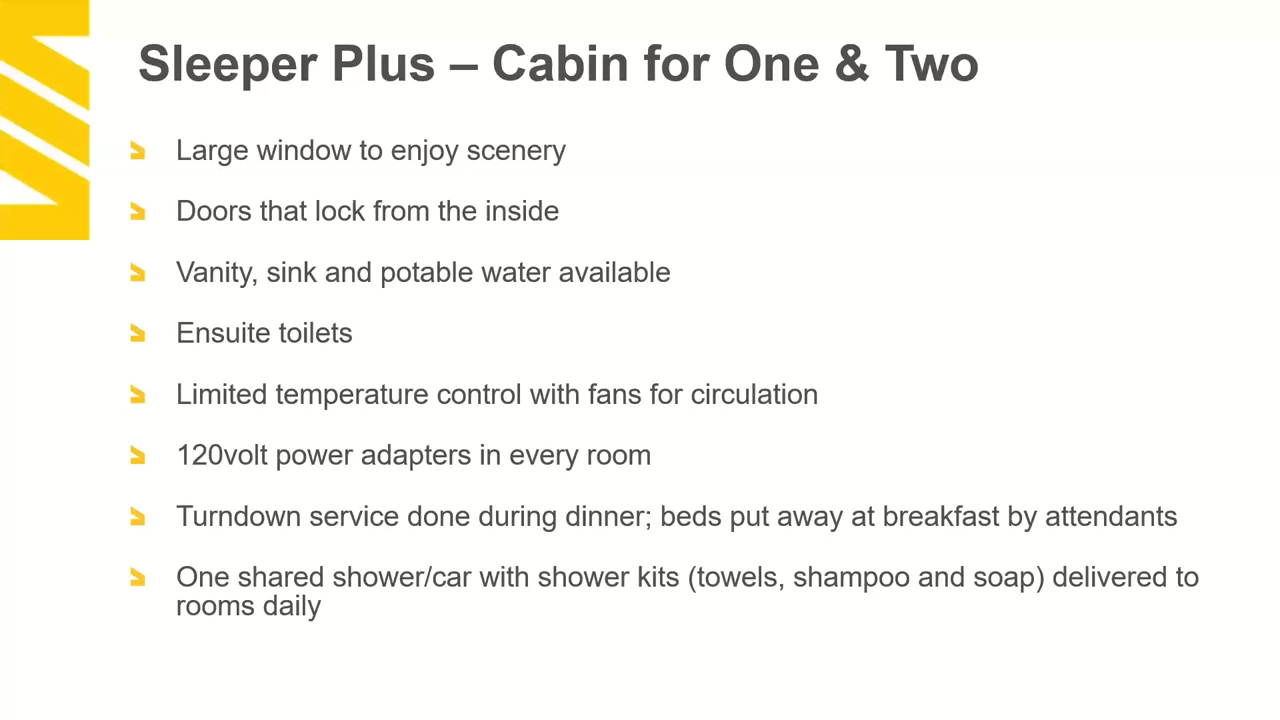 Sleeper Plus – Cabin for One & Two
Large window to enjoy scenery
Doors that lock from the inside
Vanity, sink and potable water available
Ensuite toilets
Limited temperature control with fans for circulation
120volt power adapters in every room
Turndown service done during dinner; beds put away at breakfast by attendants
One shared shower/car with shower kits (towels, shampoo and soap) delivered to
rooms daily